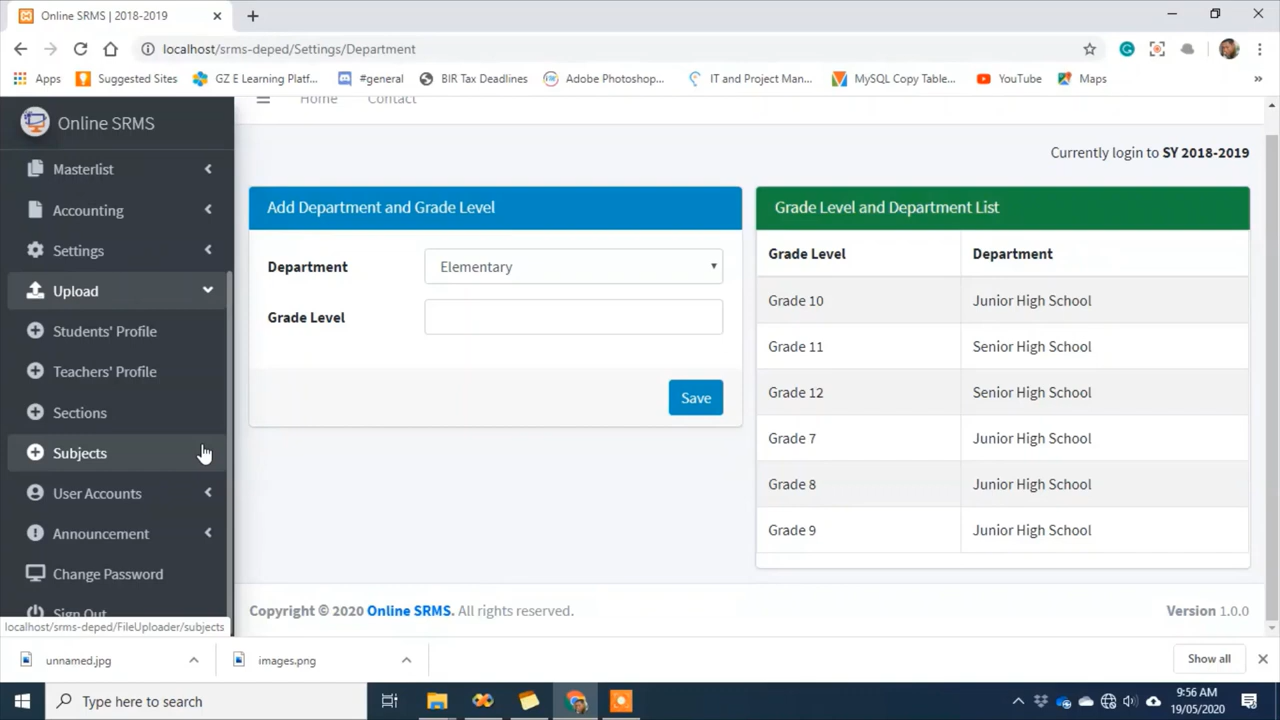 Online SRMS | 2018-2019
localhost/srms-deped/Settings/Department
Apps
Suggested Sites
GZ E Learning Platf...
#general
BIR Tax Deadlines
Adobe Photoshop...
IT and Project Man...
MySQL Copy Table...
YouTube
Maps
»
Online SRMS
Home
Contact
Masterlist
Accounting
Settings
Upload
Students' Profile
Teachers' Profile
Sections
Subjects
User Accounts
Announcement
Change Password
Sign Out
localhost/srms-deped/FileUploader/subjects
Currently login to SY 2018-2019
Add Department and Grade Level
Department
Elementary
Grade Level
Save
Grade Level and Department List
Grade Level Department
Grade 10 Junior High School
Grade 11 Senior High School
Grade 12 Senior High School
Grade 7 Junior High School
Grade 8 Junior High School
Grade 9 Junior High School
Copyright © 2020 Online SRMS. All rights reserved.
Version 1.0.0
unnamed.jpg
images.png
Show all
Type here to search
9:56 AM
19/05/2020